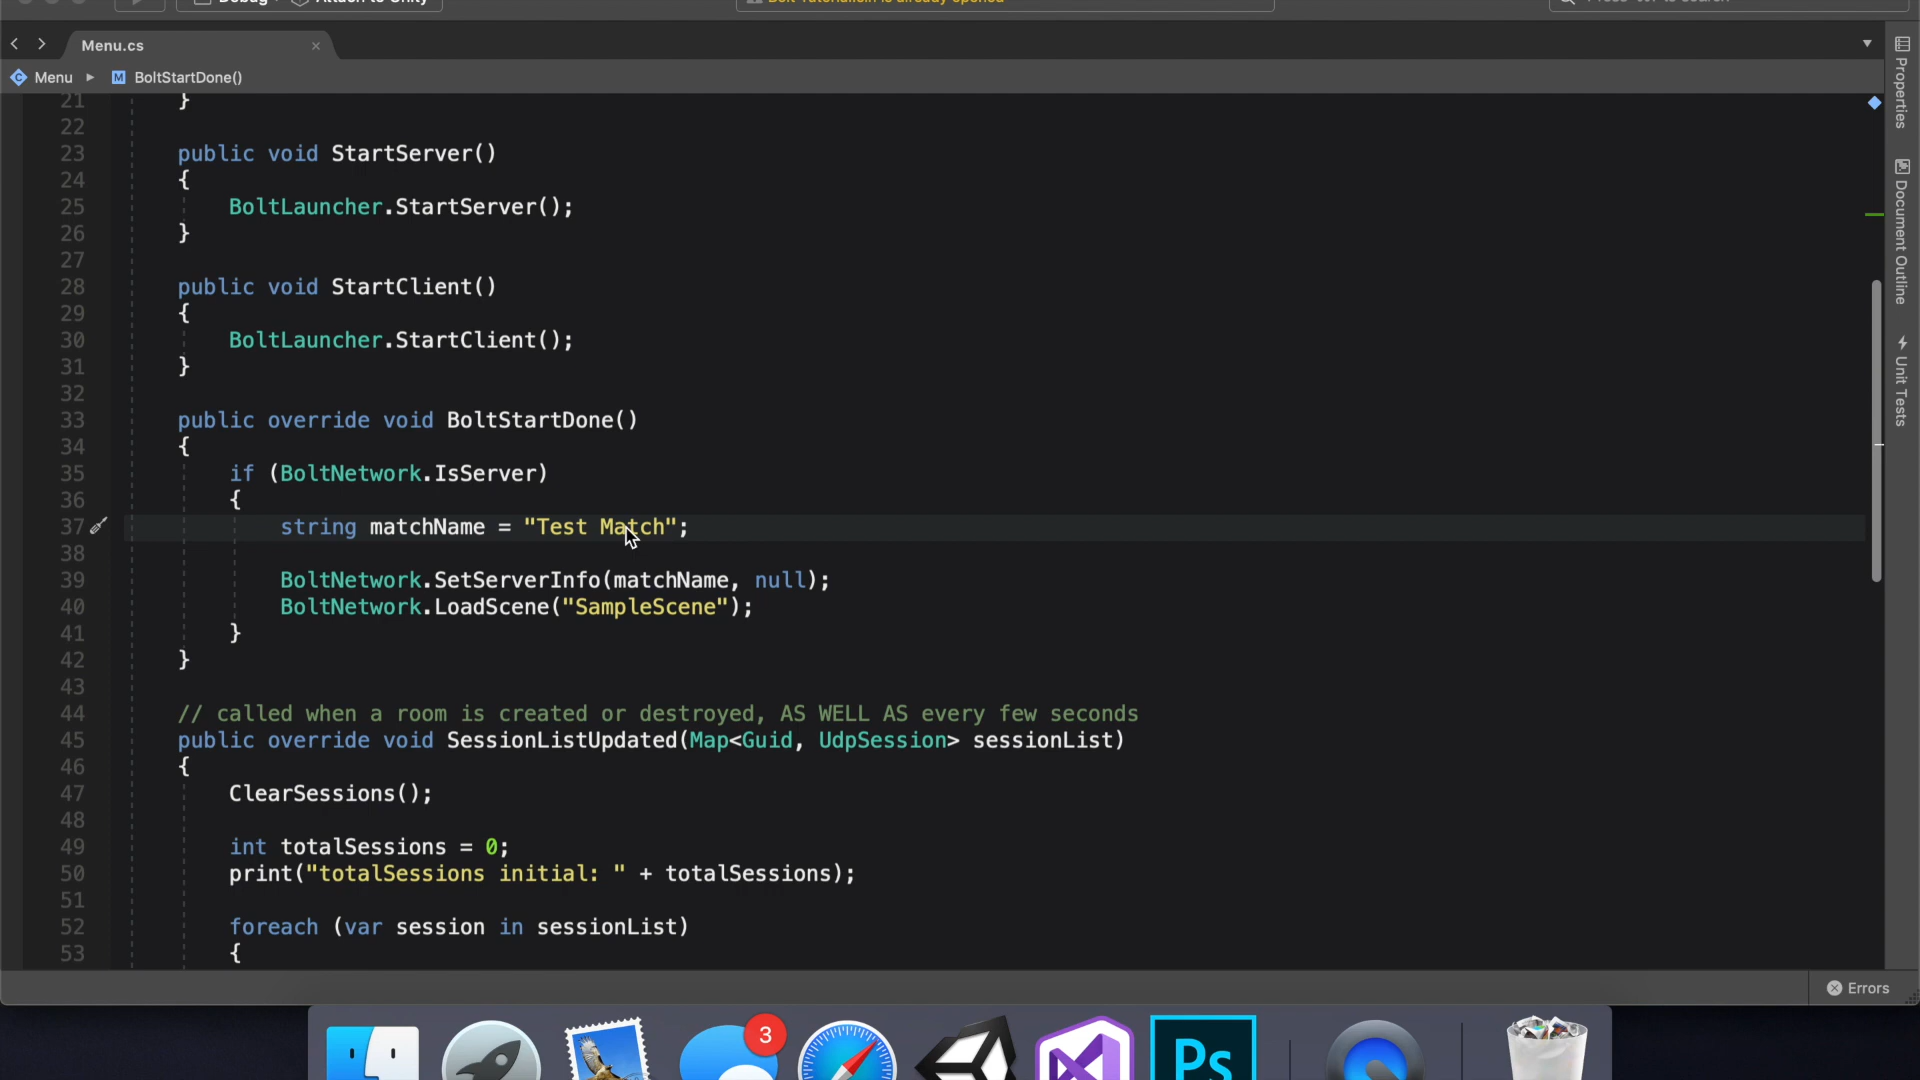 Debug
Attach to Unity
Menu.cs
Menu
BoltStartDone()
21 }
22
23 public void StartServer()
24 {
25 BoltLauncher.StartServer();
26 }
27
28 public void StartClient()
29 {
30 BoltLauncher.StartClient();
31 }
32
33 public override void BoltStartDone()
34 {
35 if (BoltNetwork.IsServer)
36 {
37 string matchName = "Test Match";
38
39 BoltNetwork.SetServerInfo(matchName, null);
40 BoltNetwork.LoadScene("SampleScene");
41 }
42 }
43
44 // called when a room is created or destroyed, AS WELL AS every few seconds
45 public override void SessionListUpdated(Map<Guid, UdpSession> sessionList)
46 {
47 ClearSessions();
48
49 int totalSessions = 0;
50 print("totalSessions initial: " + totalSessions);
51
52 foreach (var session in sessionList)
53 {
Properties
Document Outline
Unit Tests
Errors
3
Ps